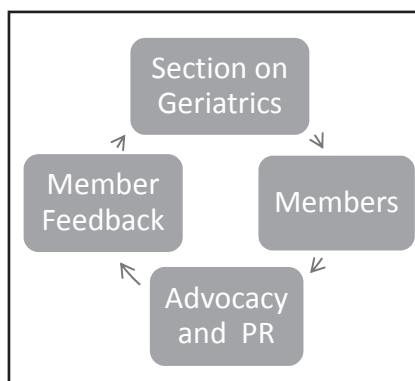 Section on
Geriatrics
Members
Advocacy
and PR
Member
Feedback